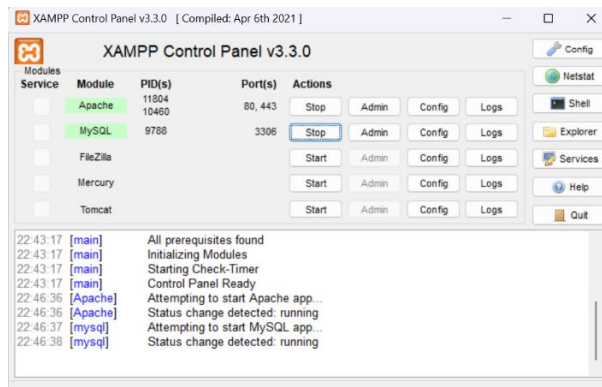 XAMPP Control Panel v3.3.0 [ Compiled: Apr 6th 2021 ]
XAMPP Control Panel v3.3.0
Config
Modules
Service Module PID(s) Port(s) Actions
Netstat
Apache 11804 10460 80, 443 Stop Admin Config Logs
Shell
MySQL 9788 3306 Stop Admin Config Logs
Explorer
FileZilla Start Admin Config Logs
Services
Mercury Start Admin Config Logs
Help
Tomcat Start Admin Config Logs
Quit
22:43:17 [main] All prerequisites found
22:43:17 [main] Initializing Modules
22:43:17 [main] Starting Check-Timer
22:43:17 [main] Control Panel Ready
22:46:36 [Apache] Attempting to start Apache app...
22:46:36 [Apache] Status change detected: running
22:46:37 [mysql] Attempting to start MySQL app...
22:46:38 [mysql] Status change detected: running